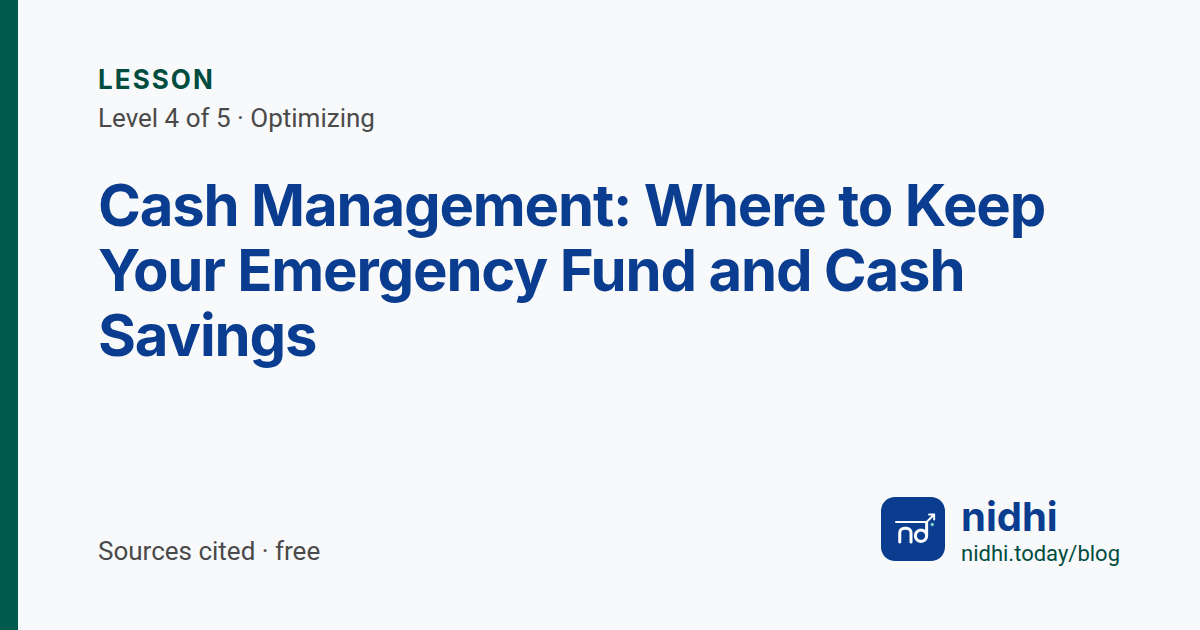 LESSON
Level 4 of 5 · Optimizing
Cash Management: Where to Keep
Your Emergency Fund and Cash
Savings
Sources cited · free
nd
nidhi
nidhi.today/blog